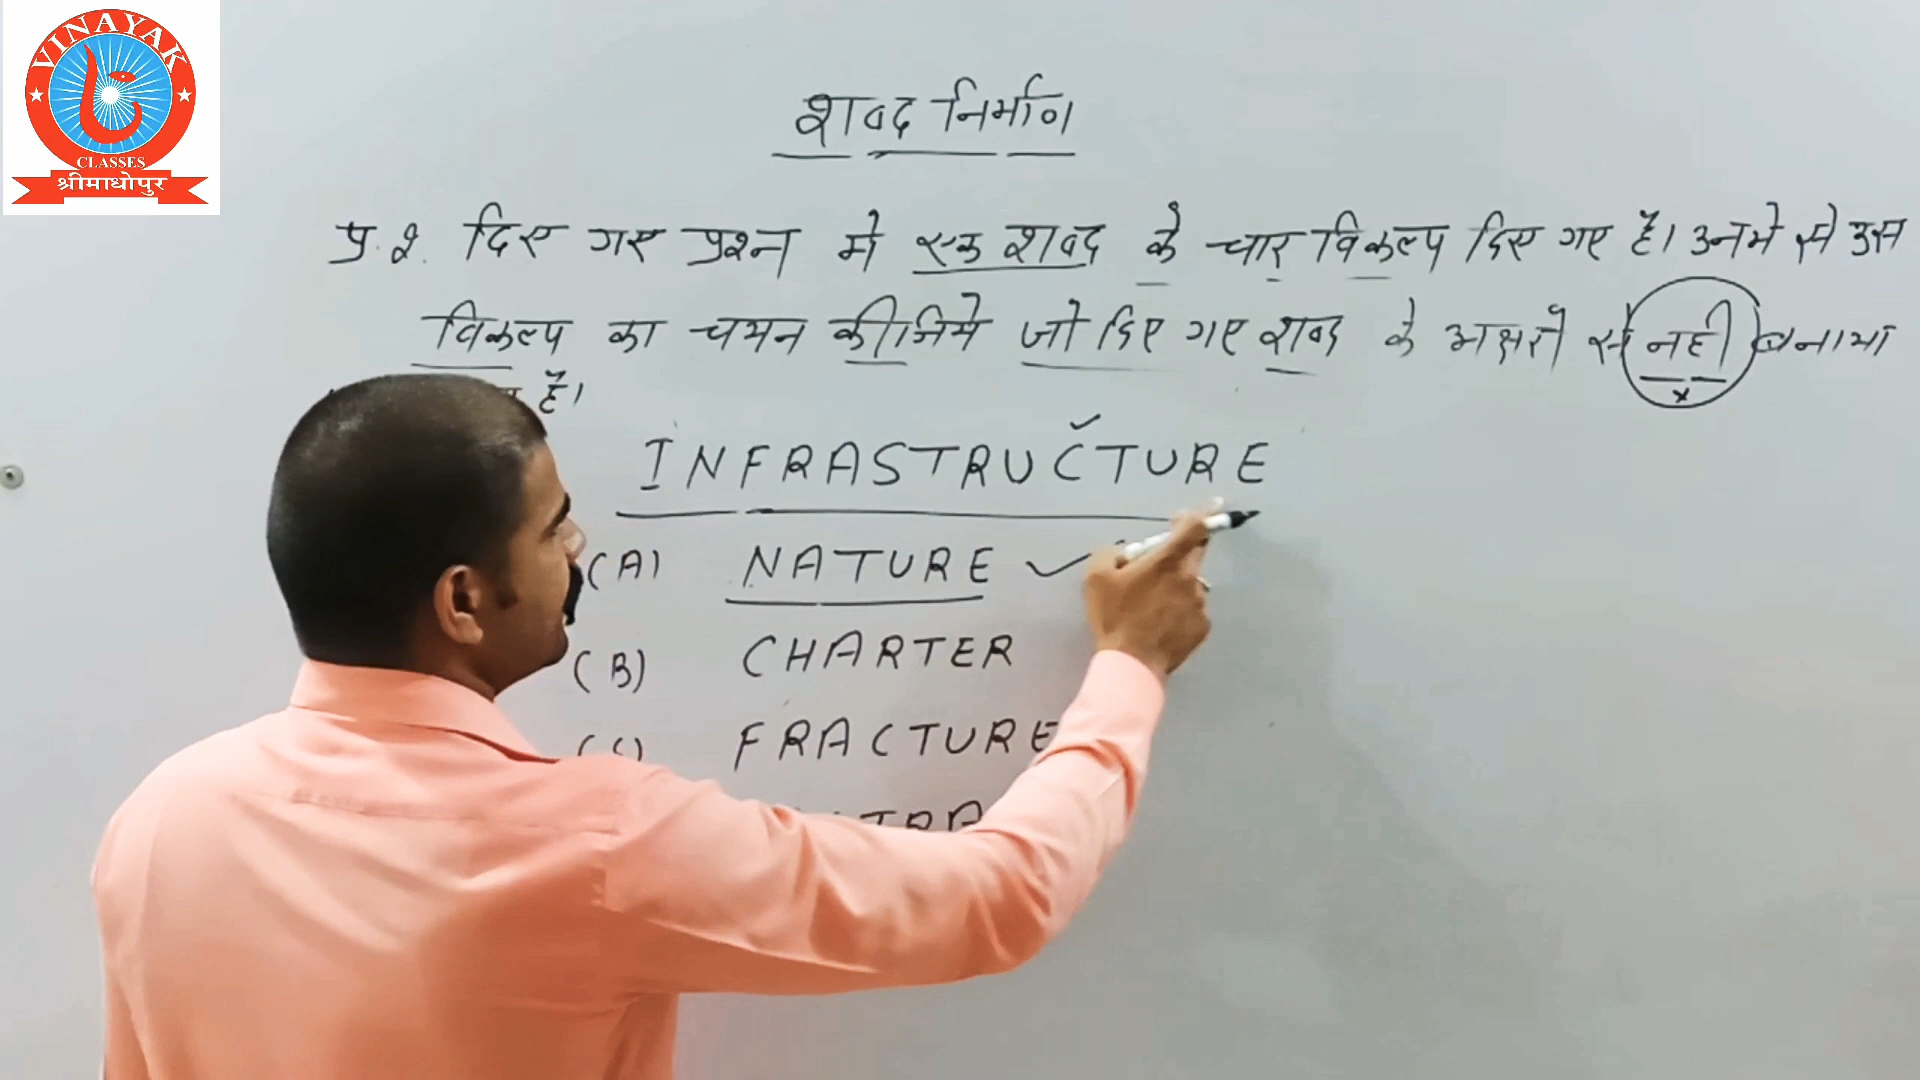 VINAYAK
CLASSES
श्रीमाधोपुर
शब्द निर्माण
प्र.2. दिए गए प्रश्न मे एक शब्द के चार विकल्प दिए गए हैं। उनमे से उस
विकल्प का चयन कीजिये जो दिए गए शब्द के अक्षरों से नही बनाया
है।
INFRASTRUCTURE
(A) NATURE
(B) CHARTER
(C) FRACTURE